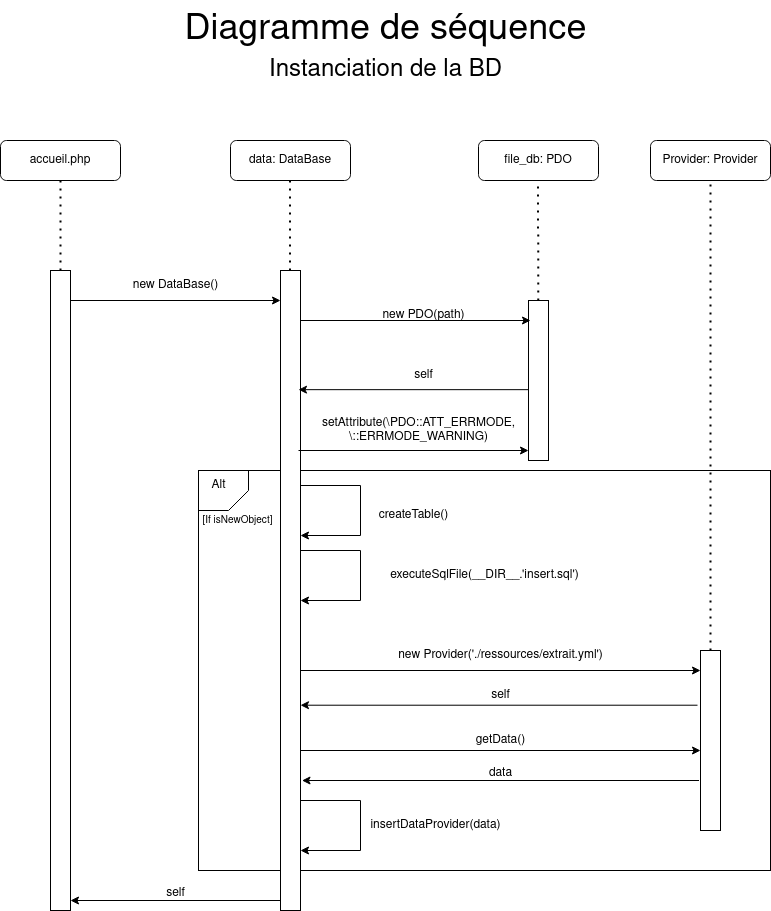 Diagramme de séquence
Instanciation de la BD
accueil.php
data: DataBase
file_db: PDO
Provider: Provider
new DataBase()
new PDO(path)
self
setAttribute(\PDO::ATT_ERRMODE,
\::ERRMODE_WARNING)
Alt
[If isNewObject]
createTable()
executeSqlFile(__DIR__.'insert.sql')
new Provider('./ressources/extrait.yml')
self
getData()
data
insertDataProvider(data)
self